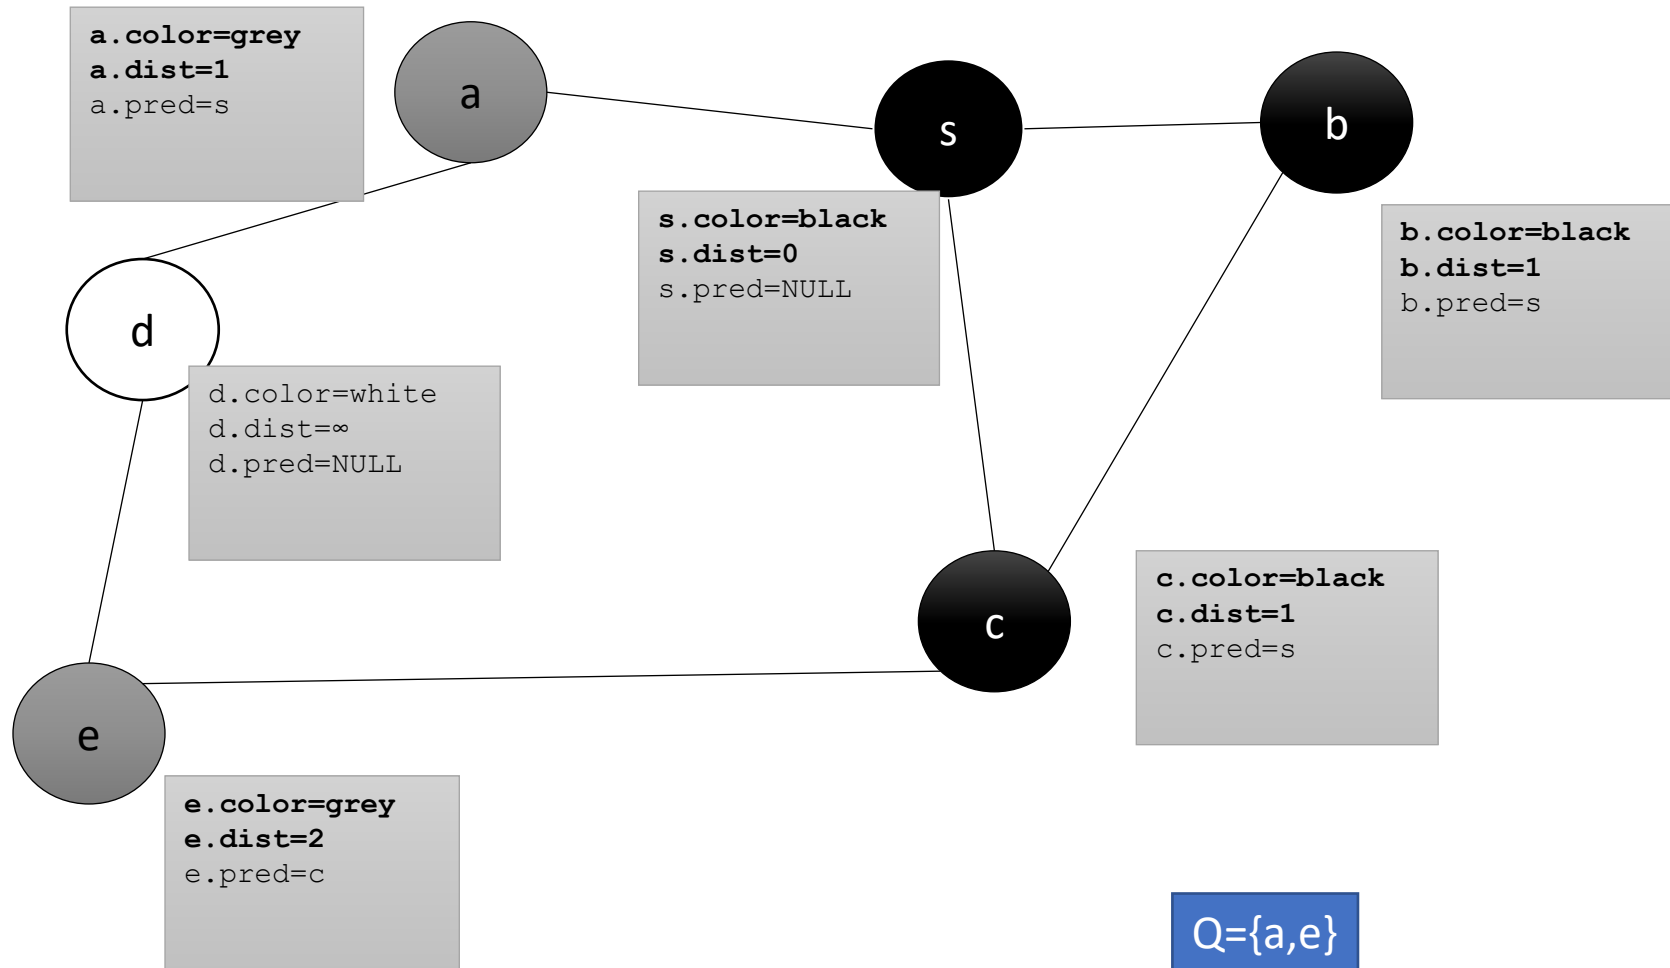 a.color=grey
a.dist=1
a.pred=s
a
s
b
s.color=black
s.dist=0
s.pred=NULL
b.color=black
b.dist=1
b.pred=s
d
d.color=white
d.dist=∞
d.pred=NULL
c
c.color=black
c.dist=1
c.pred=s
e
e.color=grey
e.dist=2
e.pred=c
Q={a,e}